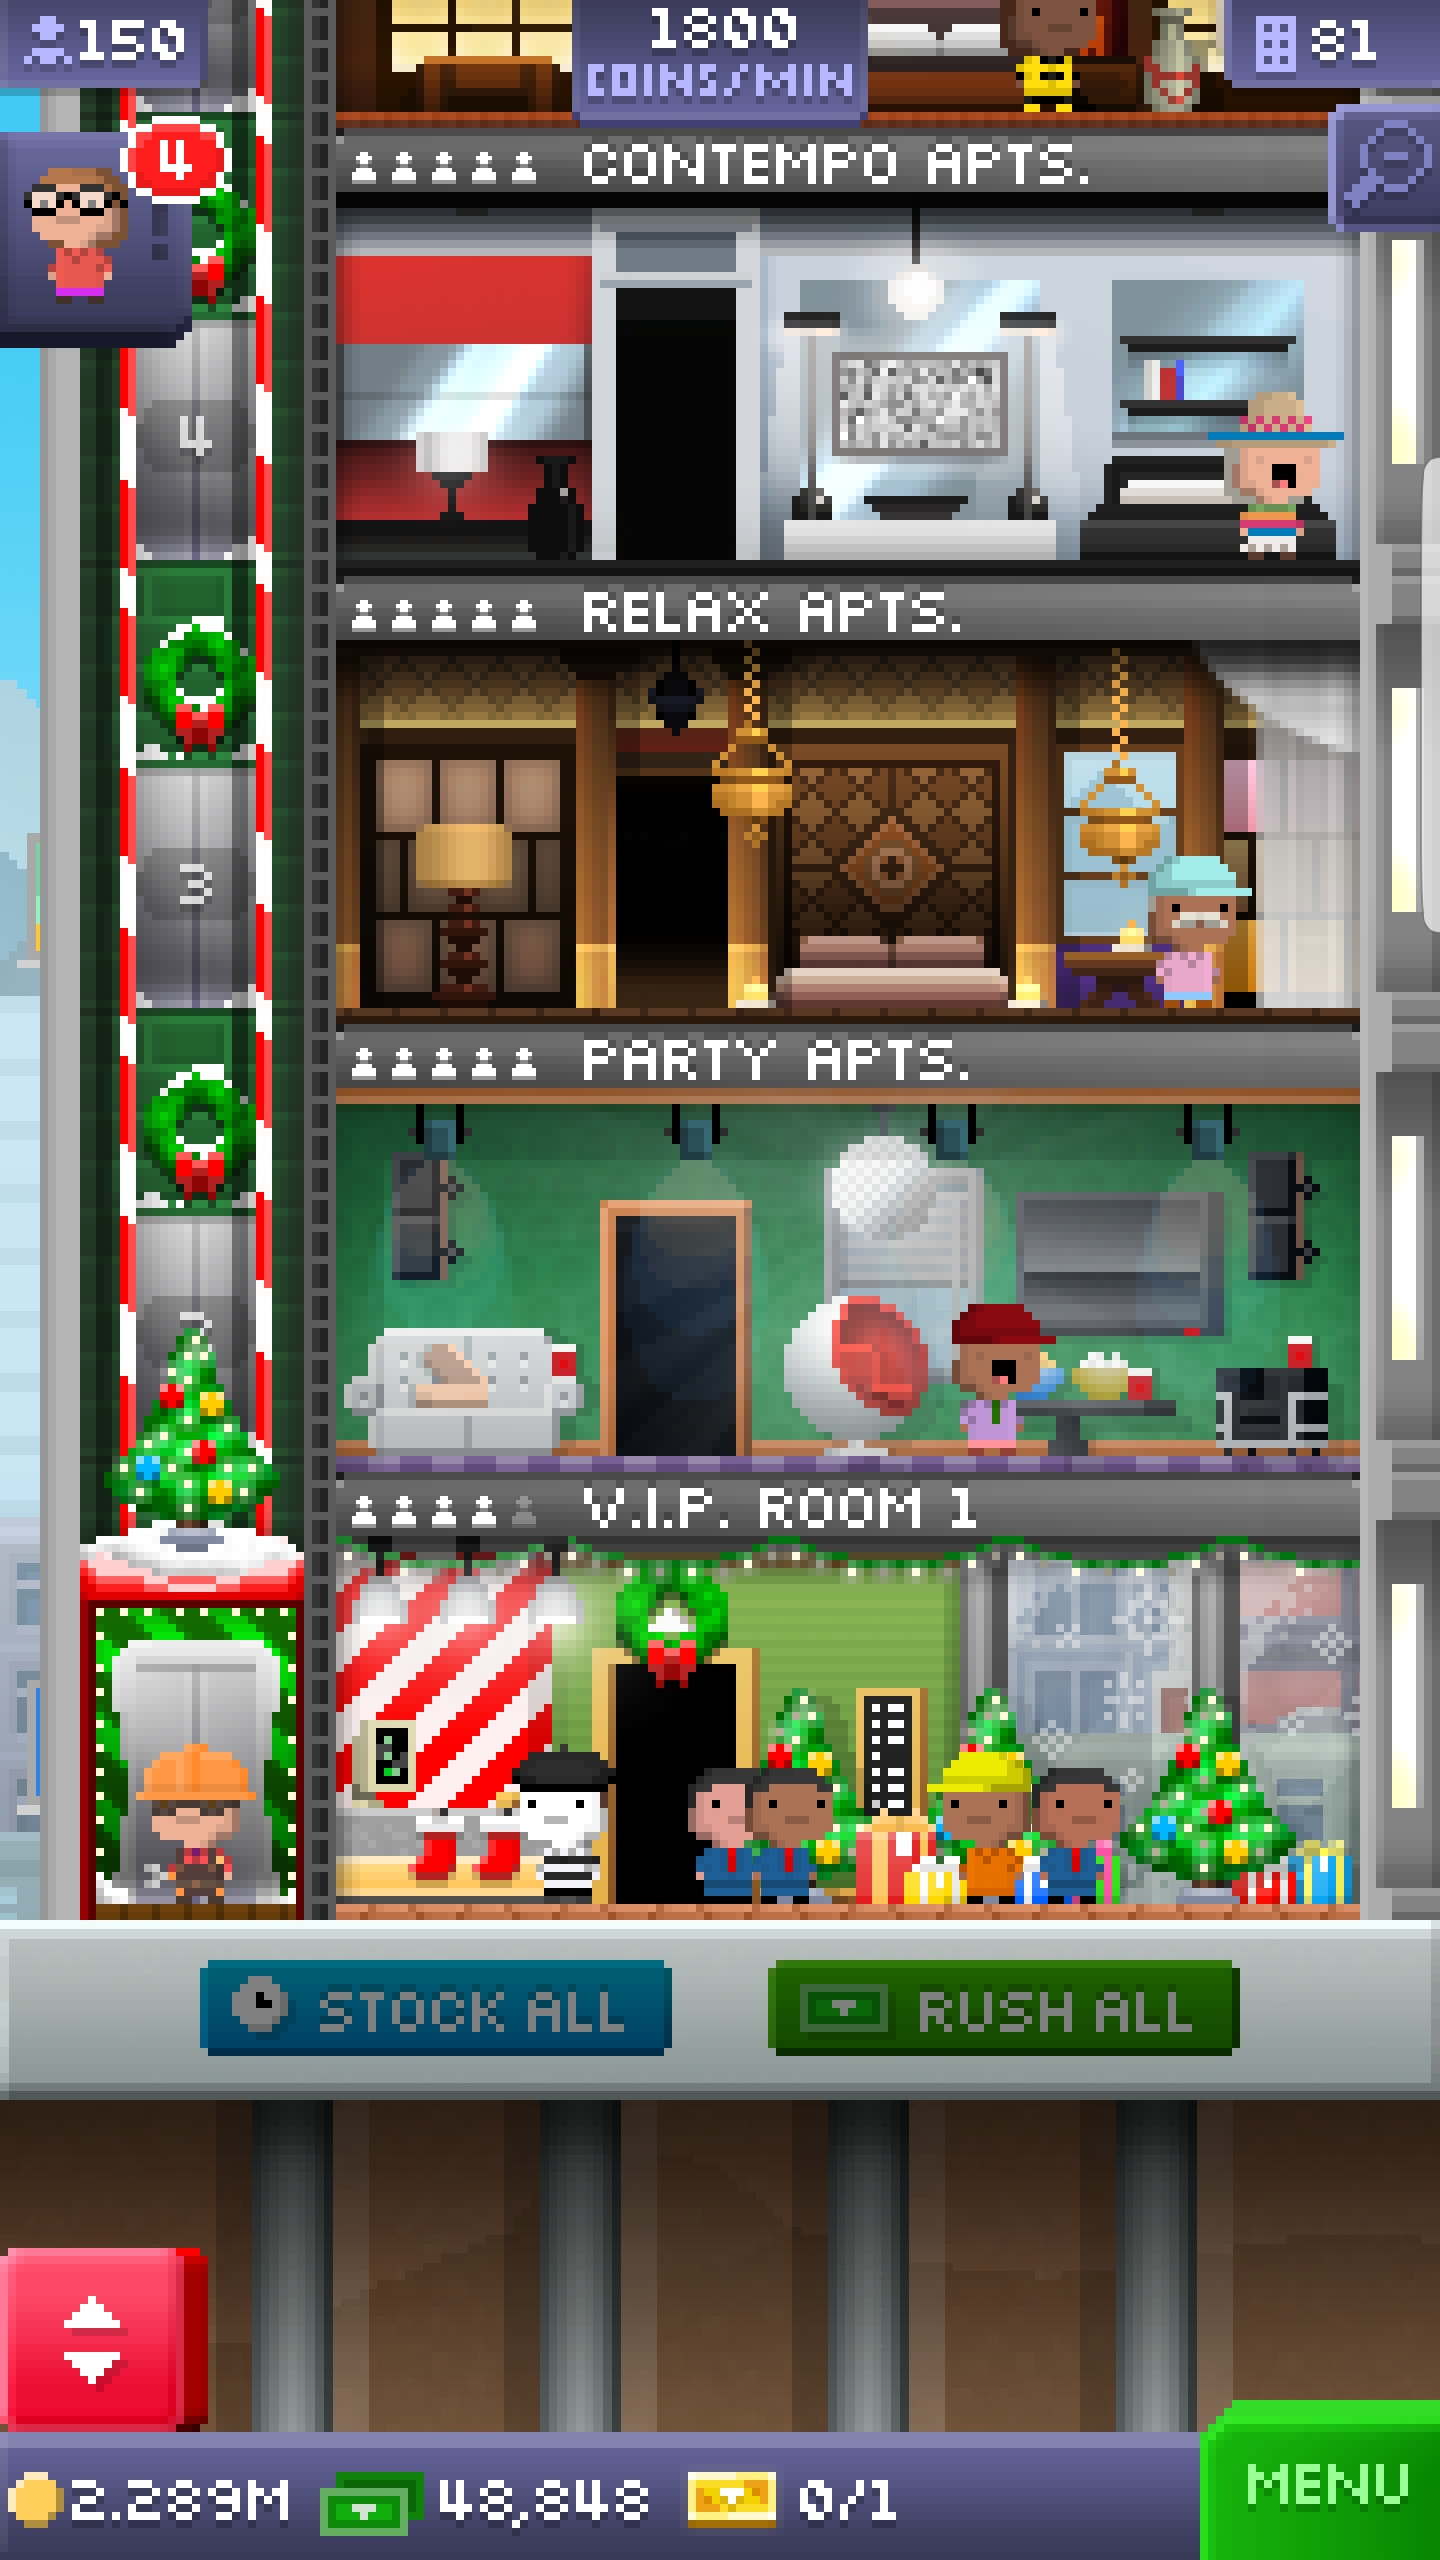 150
1800
COINS/MIN
81
4
CONTEMPO APTS.
4
RELAX APTS.
3
PARTY APTS.
V.I.P. ROOM 1
STOCK ALL
RUSH ALL
2.289M
48,848
0/1
MENU